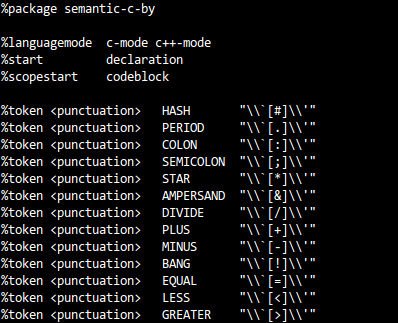 %package semantic-c-by
%languagemode  c-mode c++-mode
%start         declaration
%scopestart    codeblock
%token <punctuation>   HASH         "\\`[#]\\'"
%token <punctuation>   PERIOD       "\\`[.]\\'"
%token <punctuation>   COLON        "\\`[:]\\'"
%token <punctuation>   SEMICOLON    "\\`[;]\\'"
%token <punctuation>   STAR         "\\`[*]\\'"
%token <punctuation>   AMPERSAND    "\\`[&]\\'"
%token <punctuation>   DIVIDE       "\\`[/]\\'"
%token <punctuation>   PLUS         "\\`[+]\\'"
%token <punctuation>   MINUS        "\\`[-]\\'"
%token <punctuation>   BANG         "\\`[!]\\'"
%token <punctuation>   EQUAL        "\\`[=]\\'"
%token <punctuation>   LESS         "\\`[<]\\'"
%token <punctuation>   GREATER      "\\`[>]\\'"